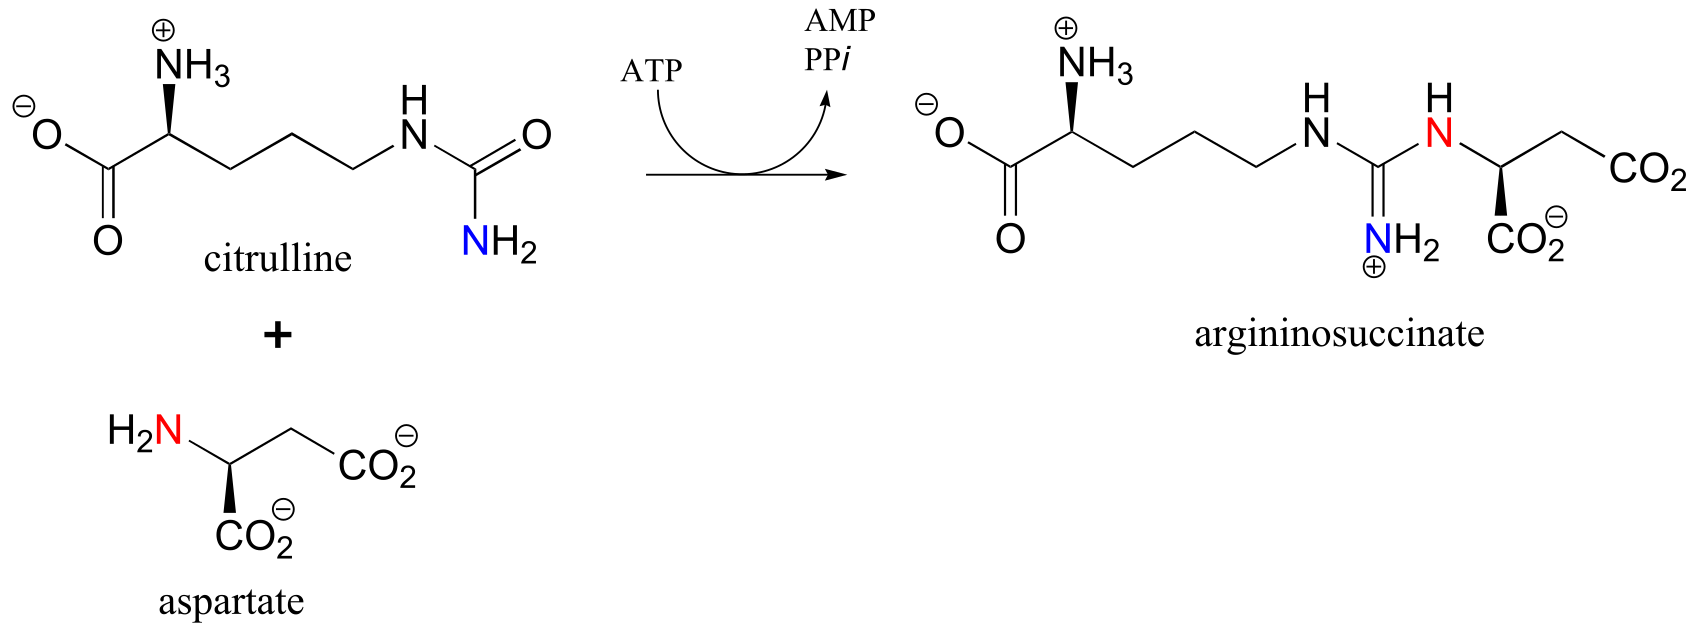 ⊕
NH3
⊖
O
H
N
O
O
NH2
citrulline
+
H2N
CO2⊖
CO2⊖
aspartate
ATP
AMP
PPi
⊕
NH3
⊖
O
H
N
H
N
CO2
O
NH2
⊕
CO2⊖
argininosuccinate